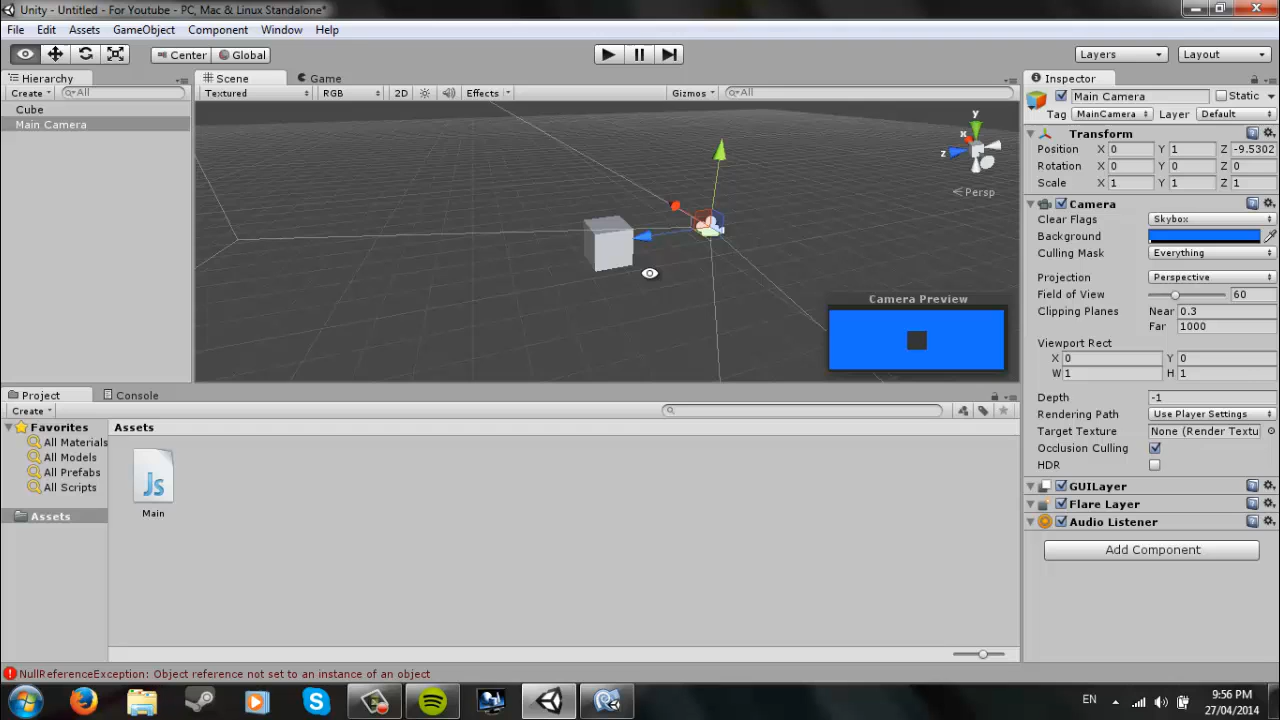 Unity - Untitled - For Youtube - PC, Mac & Linux Standalone*
File Edit Assets GameObject Component Window Help
Center Global Layers Layout
Hierarchy Scene Game Inspector
Create All Textured RGB 2D Effects Gizmos All Main Camera Static
Tag MainCamera Layer Default
Cube
Main Camera
Transform
Position X 0 Y 1 Z -9.5302
Rotation X 0 Y 0 Z 0
Scale X 1 Y 1 Z 1
y
x
z
Persp
Camera
Clear Flags Skybox
Background
Culling Mask Everything
Projection Perspective
Field of View 60
Clipping Planes Near 0.3
Far 1000
Camera Preview
Viewport Rect
X 0 Y 0
W 1 H 1
Depth -1
Rendering Path Use Player Settings
Target Texture None (Render Textu
Occlusion Culling
HDR
GUILayer
Flare Layer
Audio Listener
Add Component
Project Console
Create
Favorites Assets
All Materials
All Models
All Prefabs
All Scripts
Assets
Js
Main
NullReferenceException: Object reference not set to an instance of an object
EN 9:56 PM
27/04/2014